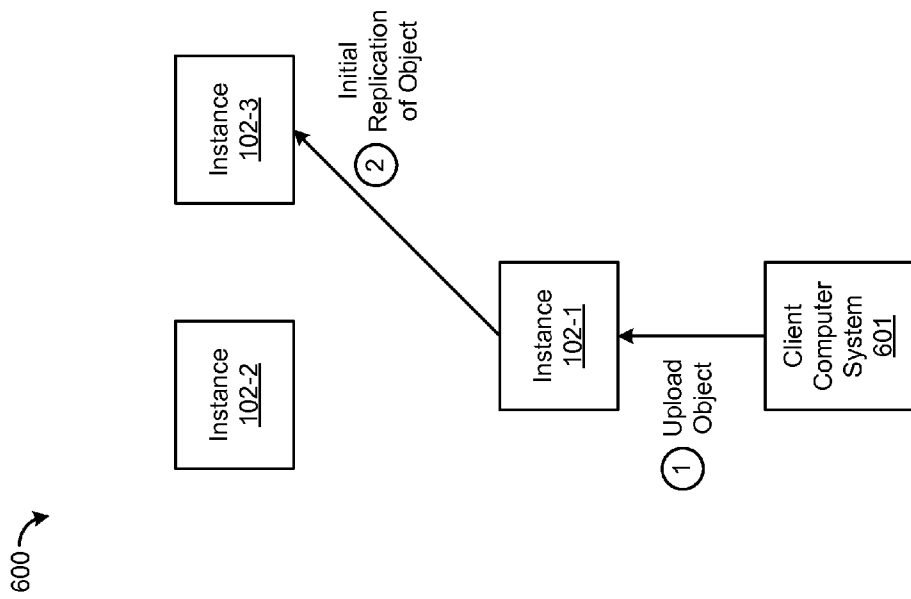 600
Instance
102-2
Instance
102-3
2
Initial
Replication
of Object
Instance
102-1
1
Upload
Object
Client
Computer
System
601